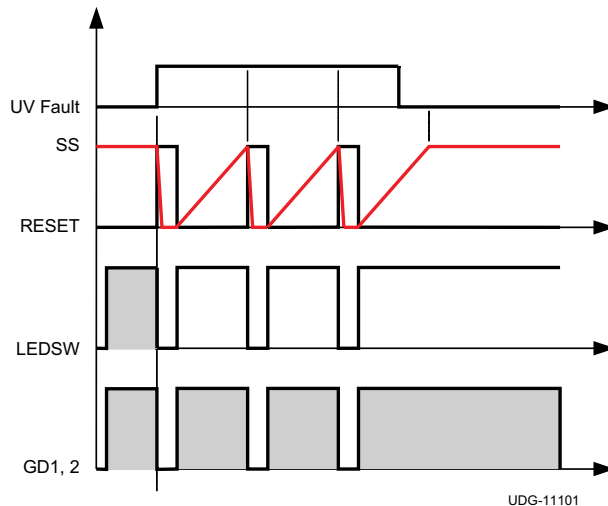 UV Fault
SS
RESET
LEDSW
GD1, 2
UDG-11101